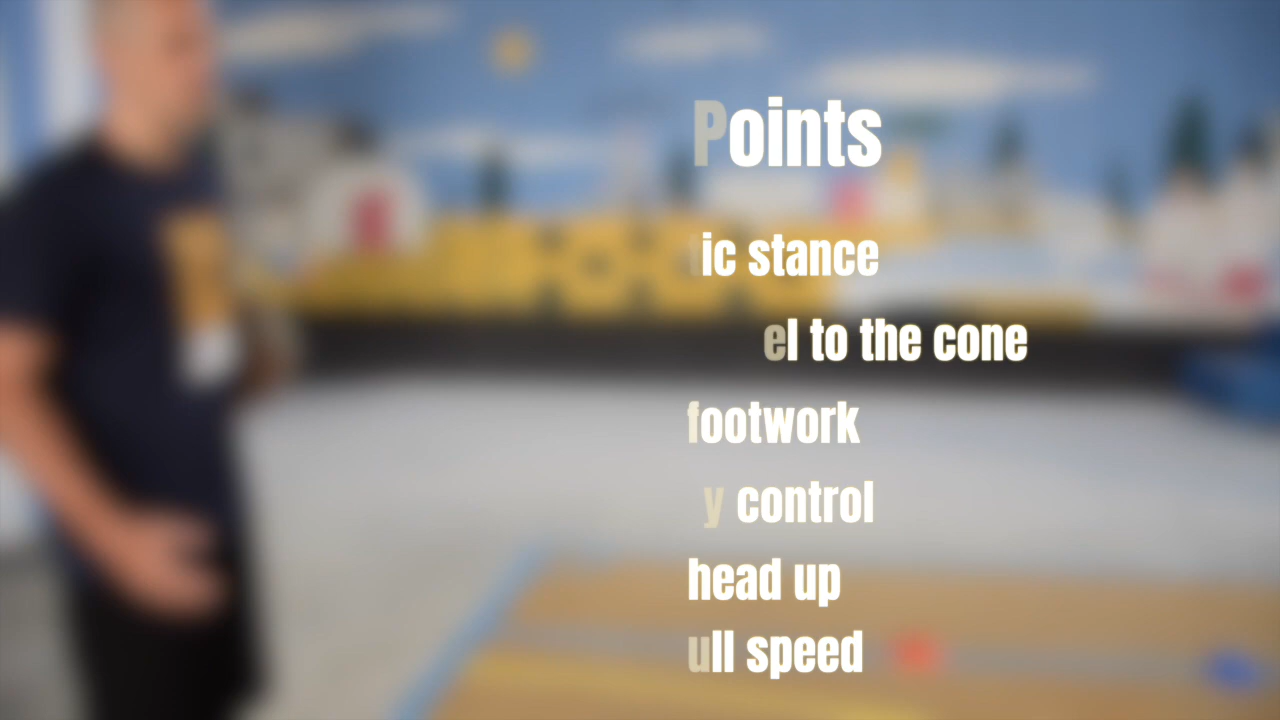 Points
ic stance
el to the cone
footwork
y control
head up
ull speed